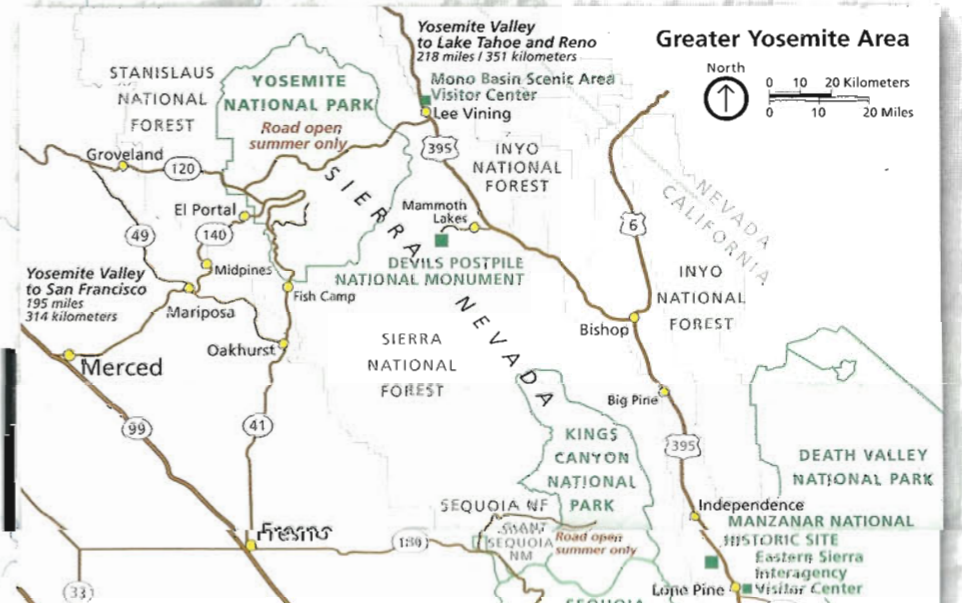 Greater Yosemite Area
North
0 10 20 Kilometers
0 10 20 Miles
Yosemite Valley
to Lake Tahoe and Reno
218 miles / 351 kilometers
Mono Basin Scenic Area
Visitor Center
Lee Vining
STANISLAUS
NATIONAL
FOREST
YOSEMITE
NATIONAL PARK
Road open
summer only
395
INYO
NATIONAL
FOREST
Groveland
120
SIERRA NEVADA
NEVADA
CALIFORNIA
El Portal
Mammoth
Lakes
6
49
140
Midpines
DEVILS POSTPILE
NATIONAL MONUMENT
Yosemite Valley
to San Francisco
195 miles
314 kilometers
Fish Camp
Mariposa
INYO
NATIONAL
FOREST
Bishop
Oakhurst
SIERRA
NATIONAL
FOREST
Merced
Big Pine
99
41
KINGS
CANYON
NATIONAL
PARK
395
DEATH VALLEY
NATIONAL PARK
SEQUOIA NF
GIANT
SEQUOIA
NM
Road open
summer only
Independence
MANZANAR NATIONAL
HISTORIC SITE
Fresno
180
Eastern Sierra
Interagency
Visitor Center
Lone Pine
33
SEQUOIA